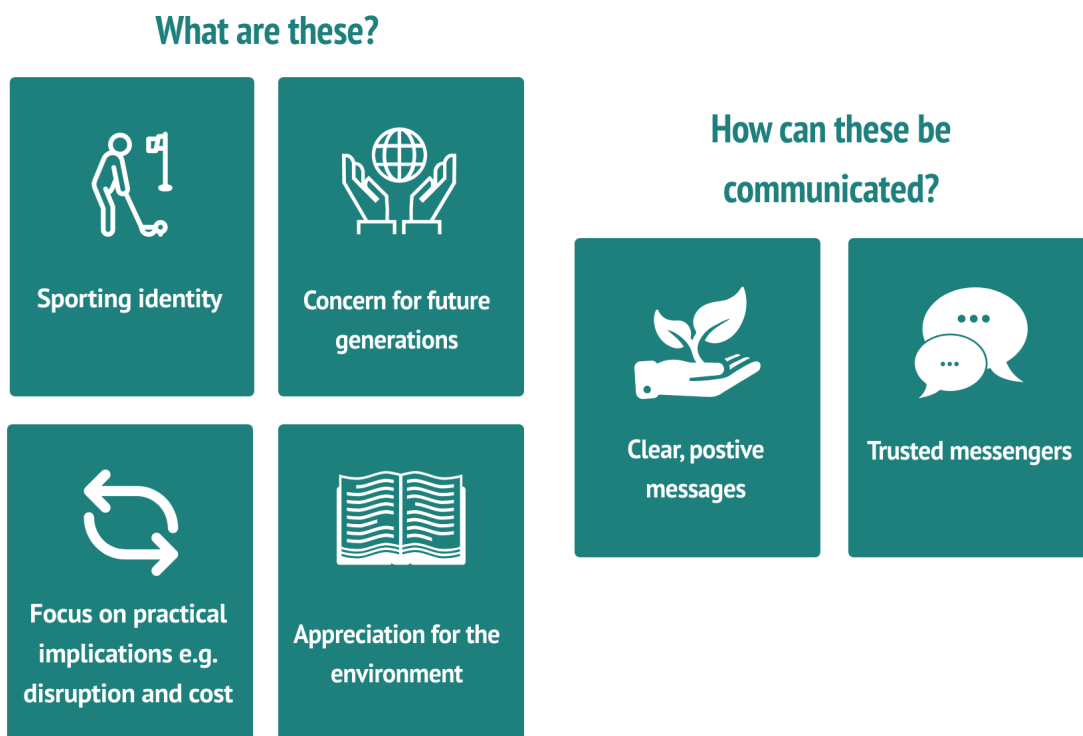 What are these?
Sporting identity
Concern for future
generations
Focus on practical
implications e.g.
disruption and cost
Appreciation for the
environment
How can these be
communicated?
Clear, postive
messages
Trusted messengers